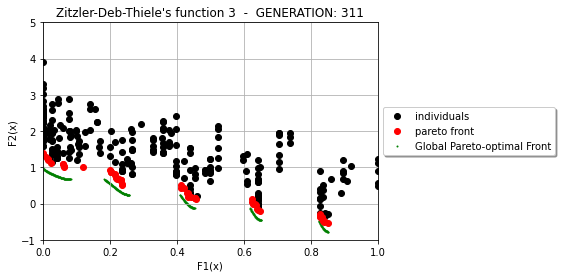 Zitzler-Deb-Thiele's function 3  -  GENERATION: 311
5
4
3
2
1
0
−1
F2(x)
0.0 0.2 0.4 0.6 0.8 1.0
F1(x)
individuals
pareto front
Global Pareto-optimal Front